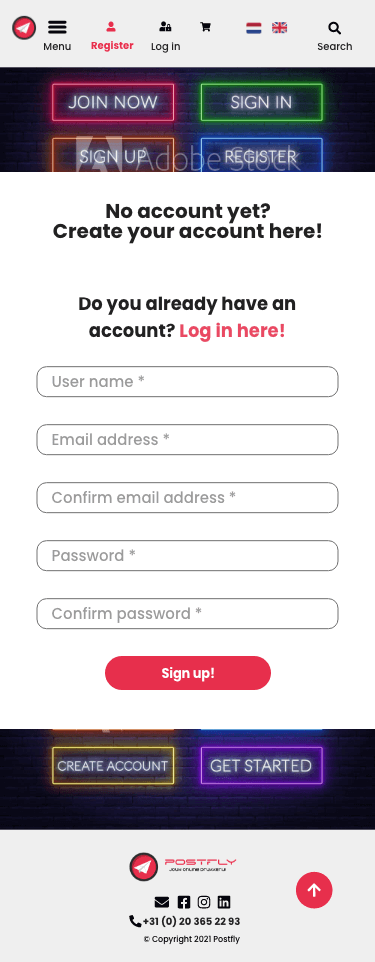 Menu
Register
Log in
Search
JOIN NOW
SIGN IN
SIGN UP
REGISTER
Adobe Stock
No account yet?
Create your account here!
Do you already have an
account? Log in here!
User name *
Email address *
Confirm email address *
Password *
Confirm password *
Sign up!
CREATE ACCOUNT
GET STARTED
POSTFLY
+31 (0) 20 365 22 93
© Copyright 2021 Postfly